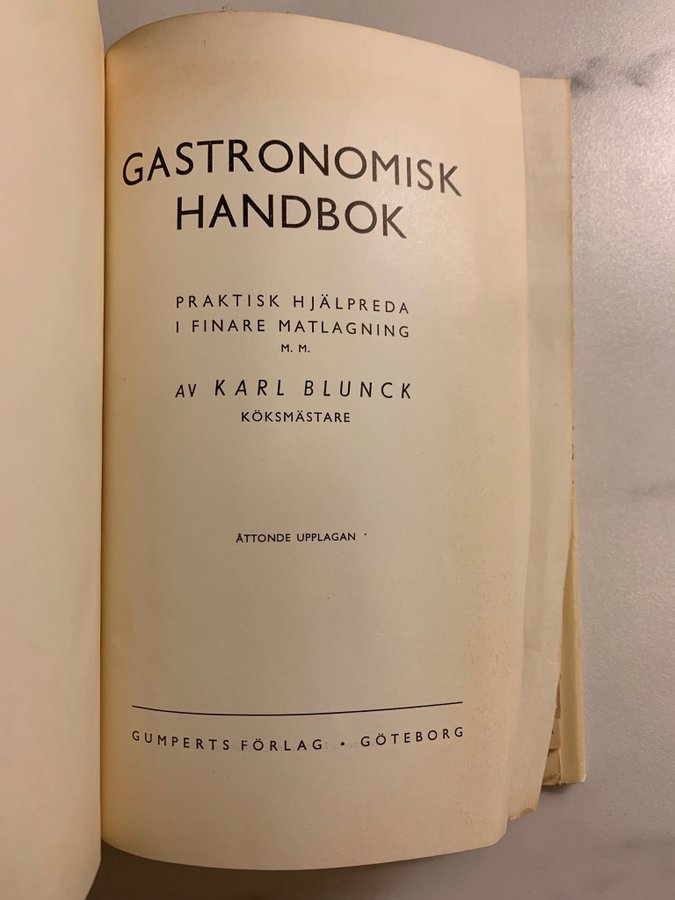 GASTRONOMISK
HANDBOK
PRAKTISK HJÄLPREDA
I FINARE MATLAGNING
M. M.
AV KARL BLUNCK
KÖKSMÄSTARE
ÅTTONDE UPPLAGAN
GUMPERTS FÖRLAG • GÖTEBORG